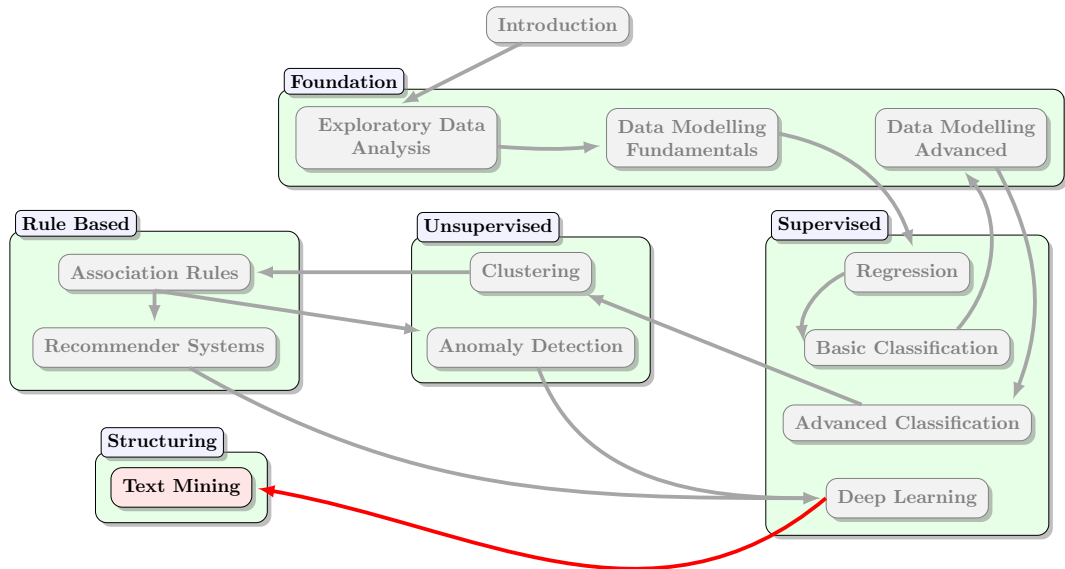 Introduction
Foundation
Exploratory Data
Analysis
Data Modelling
Fundamentals
Data Modelling
Advanced
Rule Based
Association Rules
Recommender Systems
Unsupervised
Clustering
Anomaly Detection
Supervised
Regression
Basic Classification
Advanced Classification
Deep Learning
Structuring
Text Mining